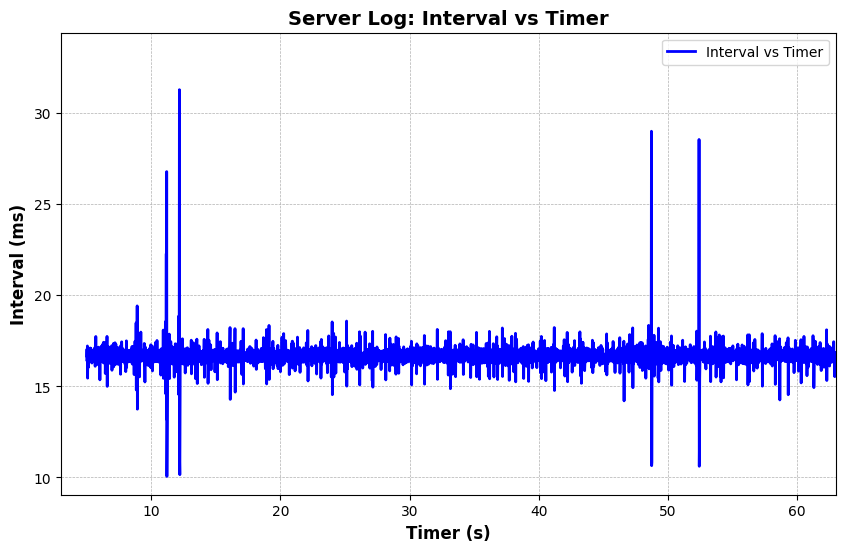 Server Log: Interval vs Timer
Interval vs Timer
30
25
20
15
10
Interval (ms)
10 20 30 40 50 60
Timer (s)